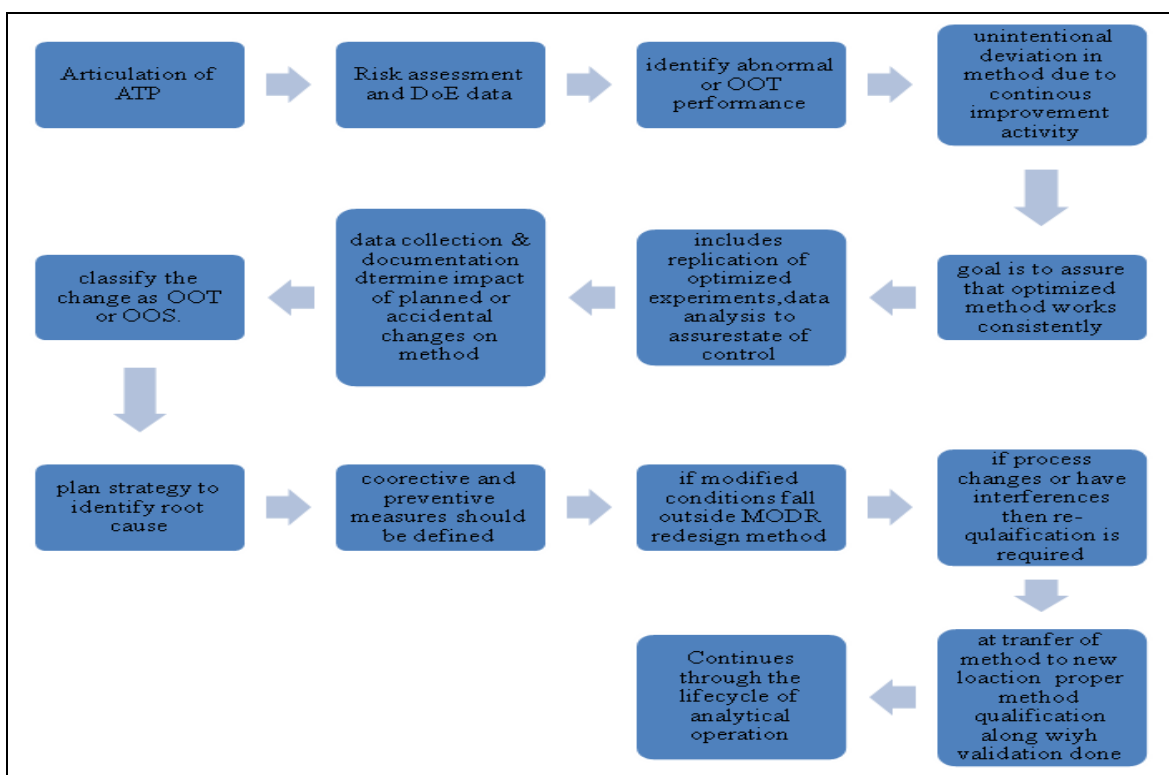 Articulation of
ATP
Risk assessment
and DoE data
identify abnormal
or OOT
performance
unintentional
deviation in
method due to
continous
improvement
activity
goal is to assure
that optimized
method works
consistently
includes
replication of
optimized
experiments,data
analysis to
assurestate of
control
data collection &
documentation
dtermine impact
of planned or
accidental
changes on
method
classify the
change as OOT
or OOS.
plan strategy to
identify root
cause
coorective and
preventive
measures should
be defined
if modified
conditions fall
outside MODR
redesign method
if process
changes or have
interferences
then re-
qulaification is
required
at tranfer of
method to new
loaction proper
method
qualification
along wiyh
validation done
Continues
through the
lifecycle of
analytical
operation